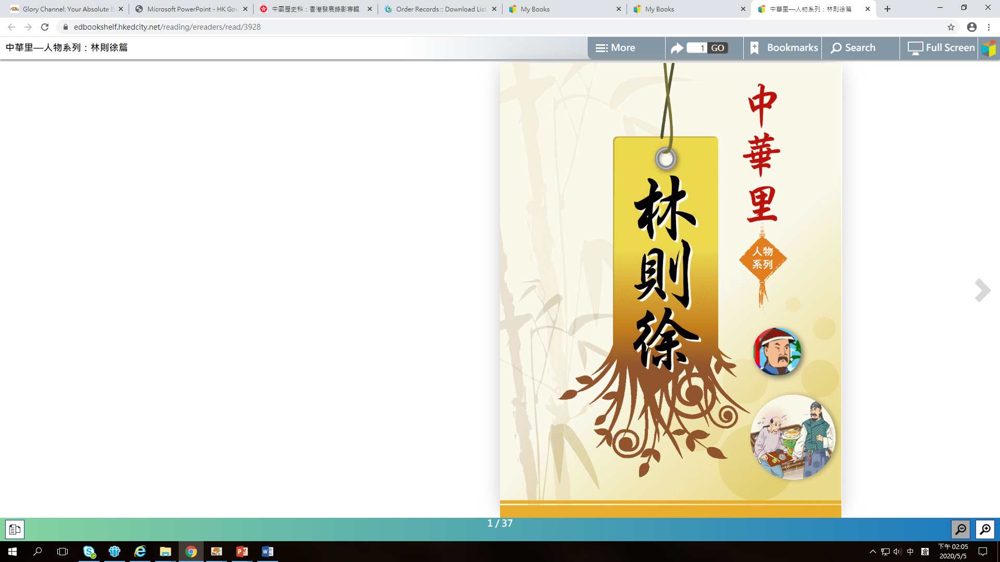 Glory Channel: Your Absolute B
Microsoft PowerPoint - HK Gov
中國歷史科：香港發展錄影專輯
Order Records :: Download List
My Books
My Books
中華里—人物系列：林則徐篇
edbookshelf.hkedcity.net/reading/ereaders/read/3928
中華里—人物系列：林則徐篇
More
1 GO
Bookmarks
Search
Full Screen
中華里
人物
系列
林則徐
1 / 37
中
倉
下午 02:05
2020/5/5